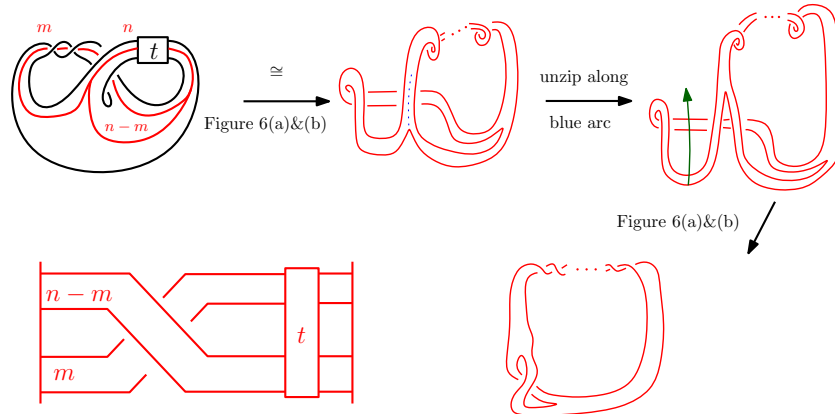 m
n
t
n − m
≅
Figure 6(a)&(b)
unzip along
blue arc
Figure 6(a)&(b)
n − m
m
t